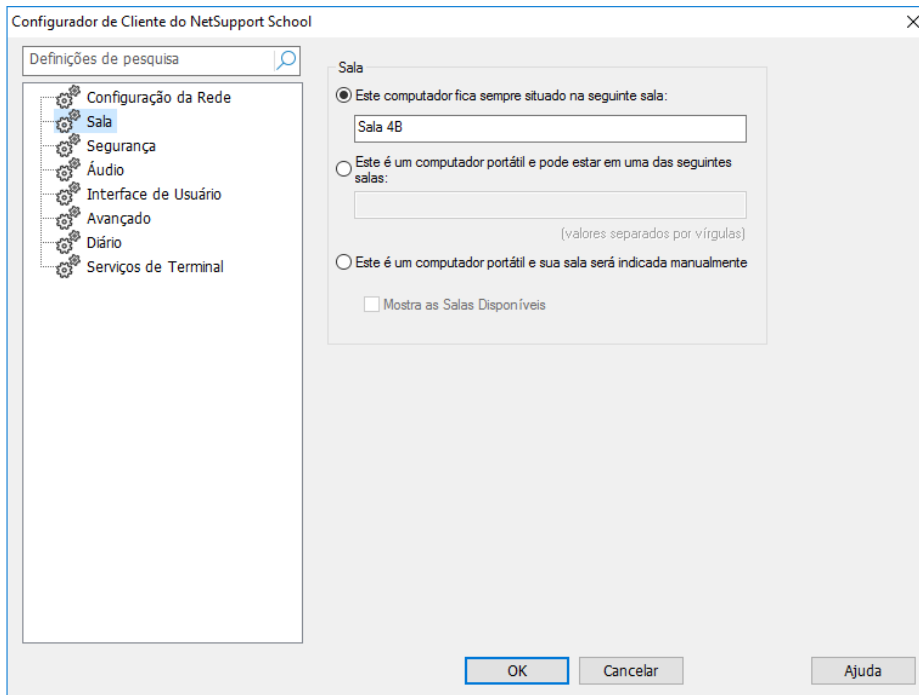 Configurador de Cliente do NetSupport School
Definições de pesquisa
Configuração da Rede
Sala
Segurança
Áudio
Interface de Usuário
Avançado
Diário
Serviços de Terminal
Sala
Este computador fica sempre situado na seguinte sala:
Sala 4B
Este é um computador portátil e pode estar em uma das seguintes
salas:
(valores separados por vírgulas)
Este é um computador portátil e sua sala será indicada manualmente
Mostra as Salas Disponíveis
OK
Cancelar
Ajuda